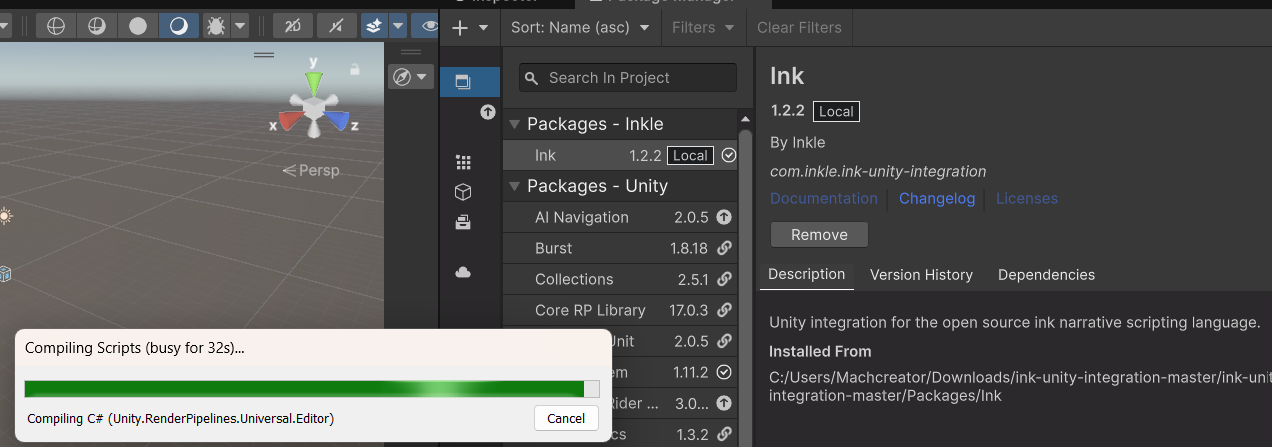 Package Manager
Sort: Name (asc)
Filters
Clear Filters
2D
y
x
z
Persp
Search In Project
Packages - Inkle
Ink 1.2.2 Local
Packages - Unity
AI Navigation 2.0.5
Burst 1.8.18
Collections 2.5.1
Core RP Library 17.0.3
2.0.5
1.11.2
Rider ... 3.0...
1.3.2
Ink
1.2.2 Local
By Inkle
com.inkle.ink-unity-integration
Documentation Changelog Licenses
Remove
Description Version History Dependencies
Unity integration for the open source ink narrative scripting language.
Installed From
C:/Users/Machcreator/Downloads/ink-unity-integration-master/ink-unit
integration-master/Packages/Ink
Compiling Scripts (busy for 32s)...
Compiling C# (Unity.RenderPipelines.Universal.Editor)
Cancel